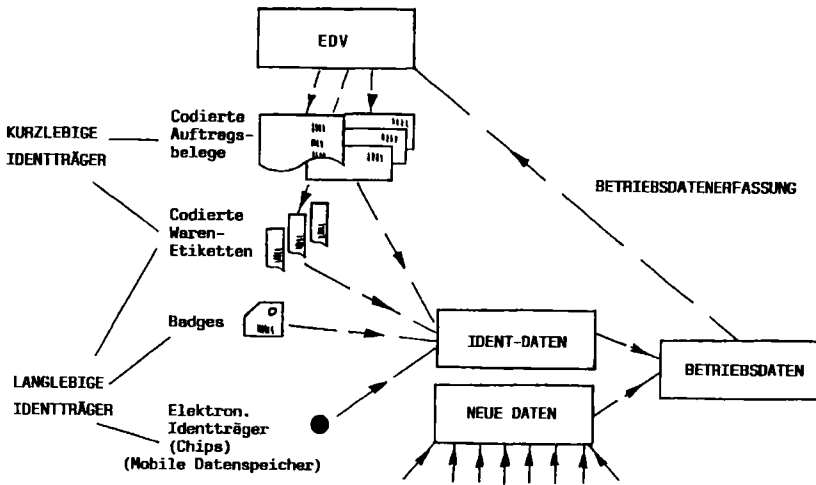 EDV
KURZLEBIGE
IDENTTRÄGER
Codierte
Auftrags-
belege
BETRIEBSDATENERFASSUNG
Codierte
Waren-
Etiketten
Badges
IDENT-DATEN
BETRIEBSDATEN
LANGLEBIGE
IDENTTRÄGER
Elektron.
Identträger
(Chips)
(Mobile Datenspeicher)
NEUE DATEN